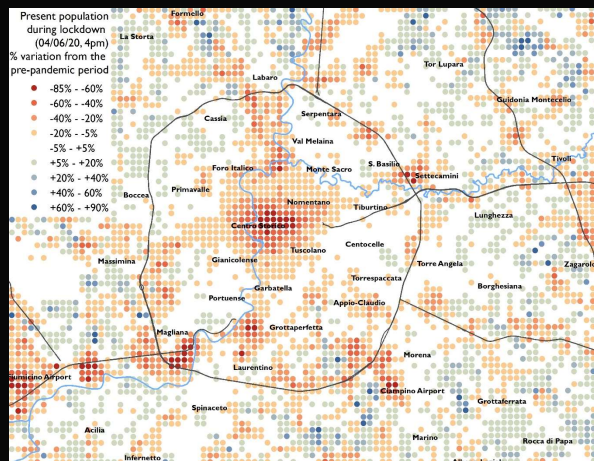 Present population
during lockdown
(04/06/20, 4pm)
% variation from the
pre-pandemic period
-85% - -60%
-60% - -40%
-40% - -20%
-20% - -5%
-5% - +5%
+5% - +20%
+20% - +40%
+40% - 60%
+60% - +90%
Formello
La Storta
Tor Lupara
Labaro
Guidonia Montecelio
Cassia
Serpentara
Val Melaina
Foro Italico
Monte Sacro
S. Basilio
Tivoli
Settecamini
Primavalle
Boccea
Nomentano
Tiburtino
Lunghezza
Centro Storico
Centocelle
Tuscolano
Massimina
Gianicolense
Torre Angela
Zagarolo
Torrespaccata
Garbatella
Borghesiana
Portuense
Appio-Claudio
Magliana
Grottaperfetta
Morena
Laurentino
Fiumicino Airport
Ciampino Airport
Grottaferrata
Spinaceto
Acilia
Marino
Rocca di Papa
Infernetto